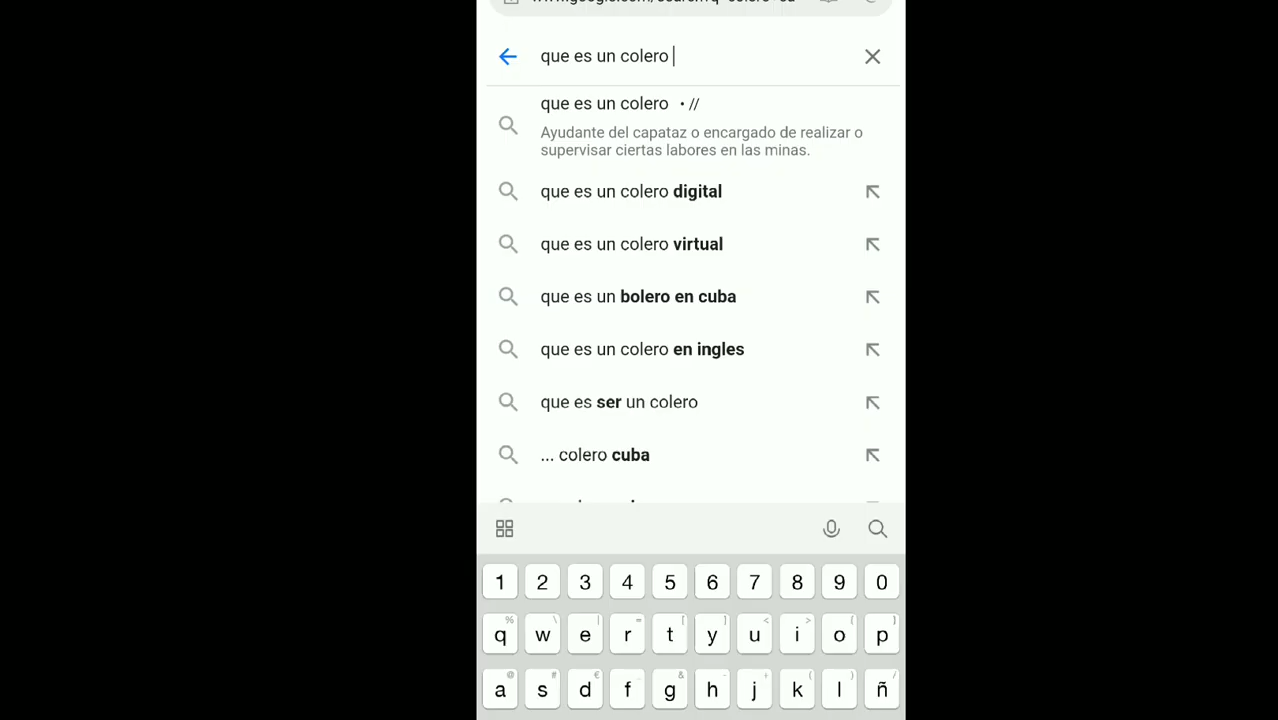 que es un colero
que es un colero • //
Ayudante del capataz o encargado de realizar o
supervisar ciertas labores en las minas.
que es un colero digital
que es un colero virtual
que es un bolero en cuba
que es un colero en ingles
que es ser un colero
... colero cuba
1 2 3 4 5 6 7 8 9 0
% \ | = [ ] < > { }
q w e r t y u i o p
@ # € _ & - + ( ) /
a s d f g h j k l ñ